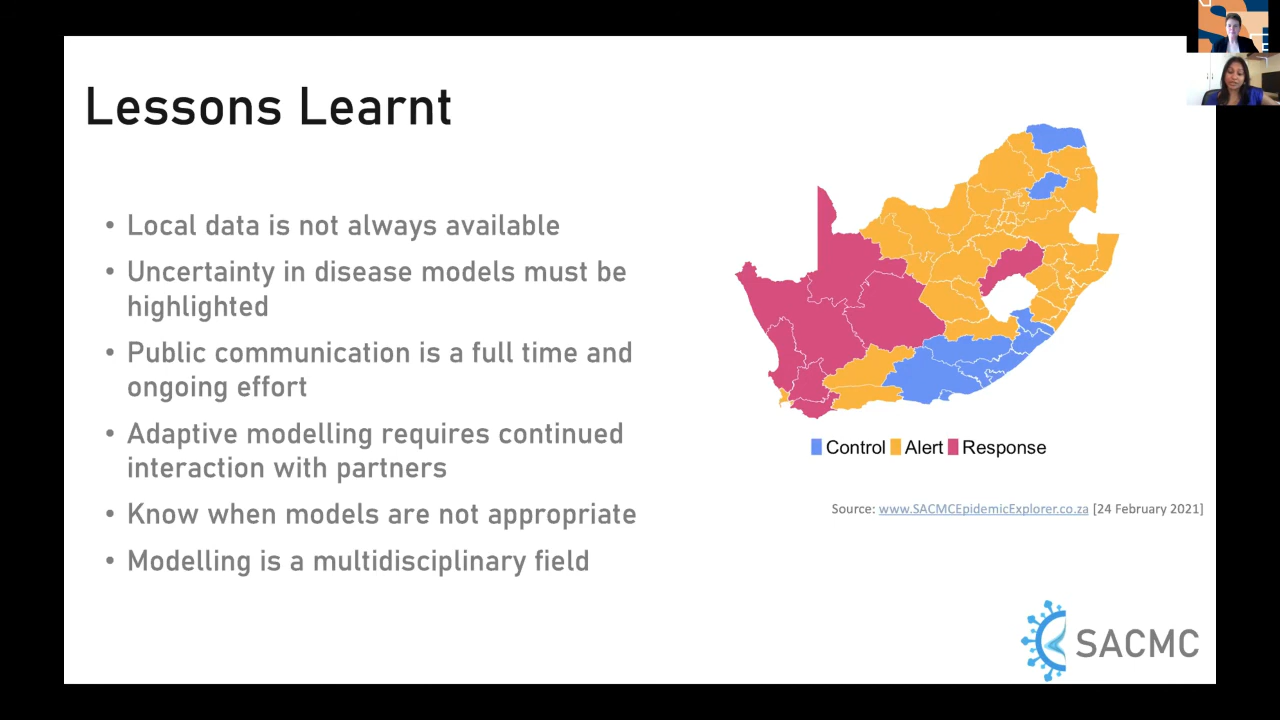 Lessons Learnt
• Local data is not always available
• Uncertainty in disease models must be
highlighted
• Public communication is a full time and
ongoing effort
• Adaptive modelling requires continued
interaction with partners
• Know when models are not appropriate
• Modelling is a multidisciplinary field
Control Alert Response
Source: www.SACMCEpidemicExplorer.co.za [24 February 2021]
SACMC